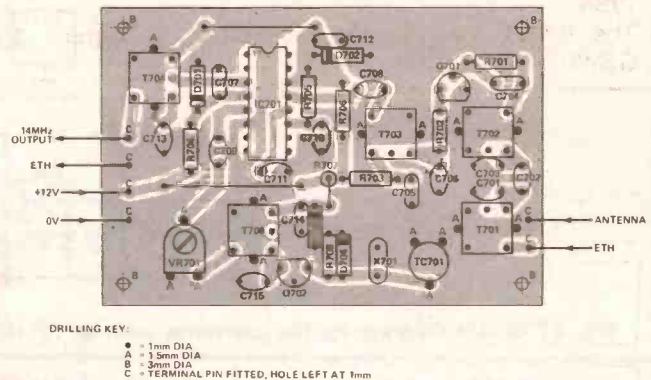 B
B
A
C712
D702
R701
A
T704
D701
C707
IC701
R705
C708
Q701
C704
A
R706
A
R702
A
T702
A
14MHz
OUTPUT
C
C713
C710
T703
ETH
C
R708
C709
C711
R707
R703
C705
C706
C703
C701
C702
+12V
C
0V
C
A
A
A
C
ANTENNA
VR701
C714
T701
C
ETH
A
A
R709
D704
X701
TC701
A
B
C715
Q702
A
B
DRILLING KEY:
● = 1mm DIA
A = 1.5mm DIA
B = 3mm DIA
C = TERMINAL PIN FITTED, HOLE LEFT AT 1mm